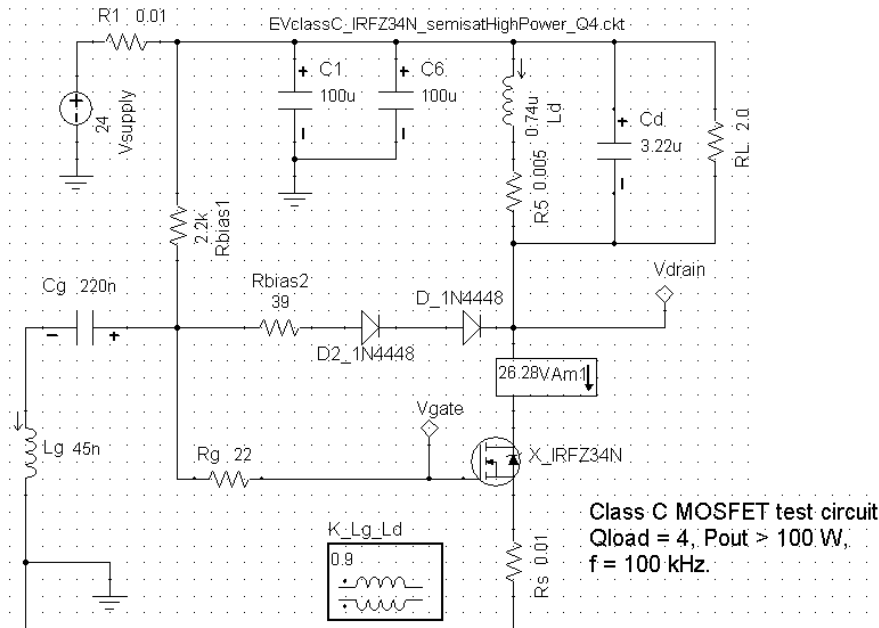 EVclassC_IRFZ34N_semisatHighPower_Q4.ckt
R1 0.01
C1
100u
C6
100u
0.74u
Ld
Cd
3.22u
RL 2.0
24
Vsupply
R5 0.005
2.2k
Rbias1
Vdrain
Cg 220n
Rbias2
39
D_1N4448
D2_1N4448
26.28VAm1
Vgate
Lg 45n
Rg 22
X_IRFZ34N
K_Lg_Ld
0.9
Rs 0.01
Class C MOSFET test circuit
Qload = 4, Pout > 100 W,
f = 100 kHz.